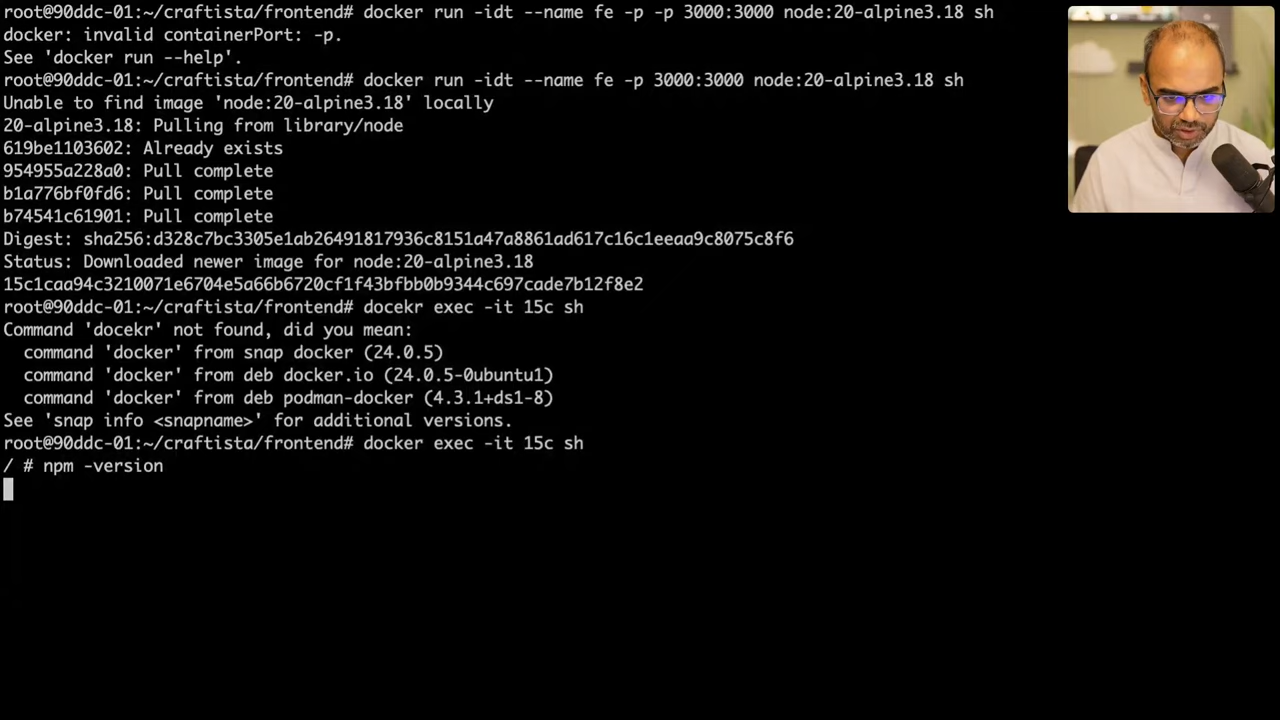 root@90ddc-01:~/craftista/frontend# docker run -idt --name fe -p -p 3000:3000 node:20-alpine3.18 sh
docker: invalid containerPort: -p.
See 'docker run --help'.
root@90ddc-01:~/craftista/frontend# docker run -idt --name fe -p 3000:3000 node:20-alpine3.18 sh
Unable to find image 'node:20-alpine3.18' locally
20-alpine3.18: Pulling from library/node
619be1103602: Already exists
954955a228a0: Pull complete
b1a776bf0fd6: Pull complete
b74541c61901: Pull complete
Digest: sha256:d328c7bc3305e1ab26491817936c8151a47a8861ad617c16c1eeaa9c8075c8f6
Status: Downloaded newer image for node:20-alpine3.18
15c1caa94c3210071e6704e5a66b6720cf1f43bfbb0b9344c697cade7b12f8e2
root@90ddc-01:~/craftista/frontend# docekr exec -it 15c sh
Command 'docekr' not found, did you mean:
  command 'docker' from snap docker (24.0.5)
  command 'docker' from deb docker.io (24.0.5-0ubuntu1)
  command 'docker' from deb podman-docker (4.3.1+ds1-8)
See 'snap info <snapname>' for additional versions.
root@90ddc-01:~/craftista/frontend# docker exec -it 15c sh
/ # npm -version